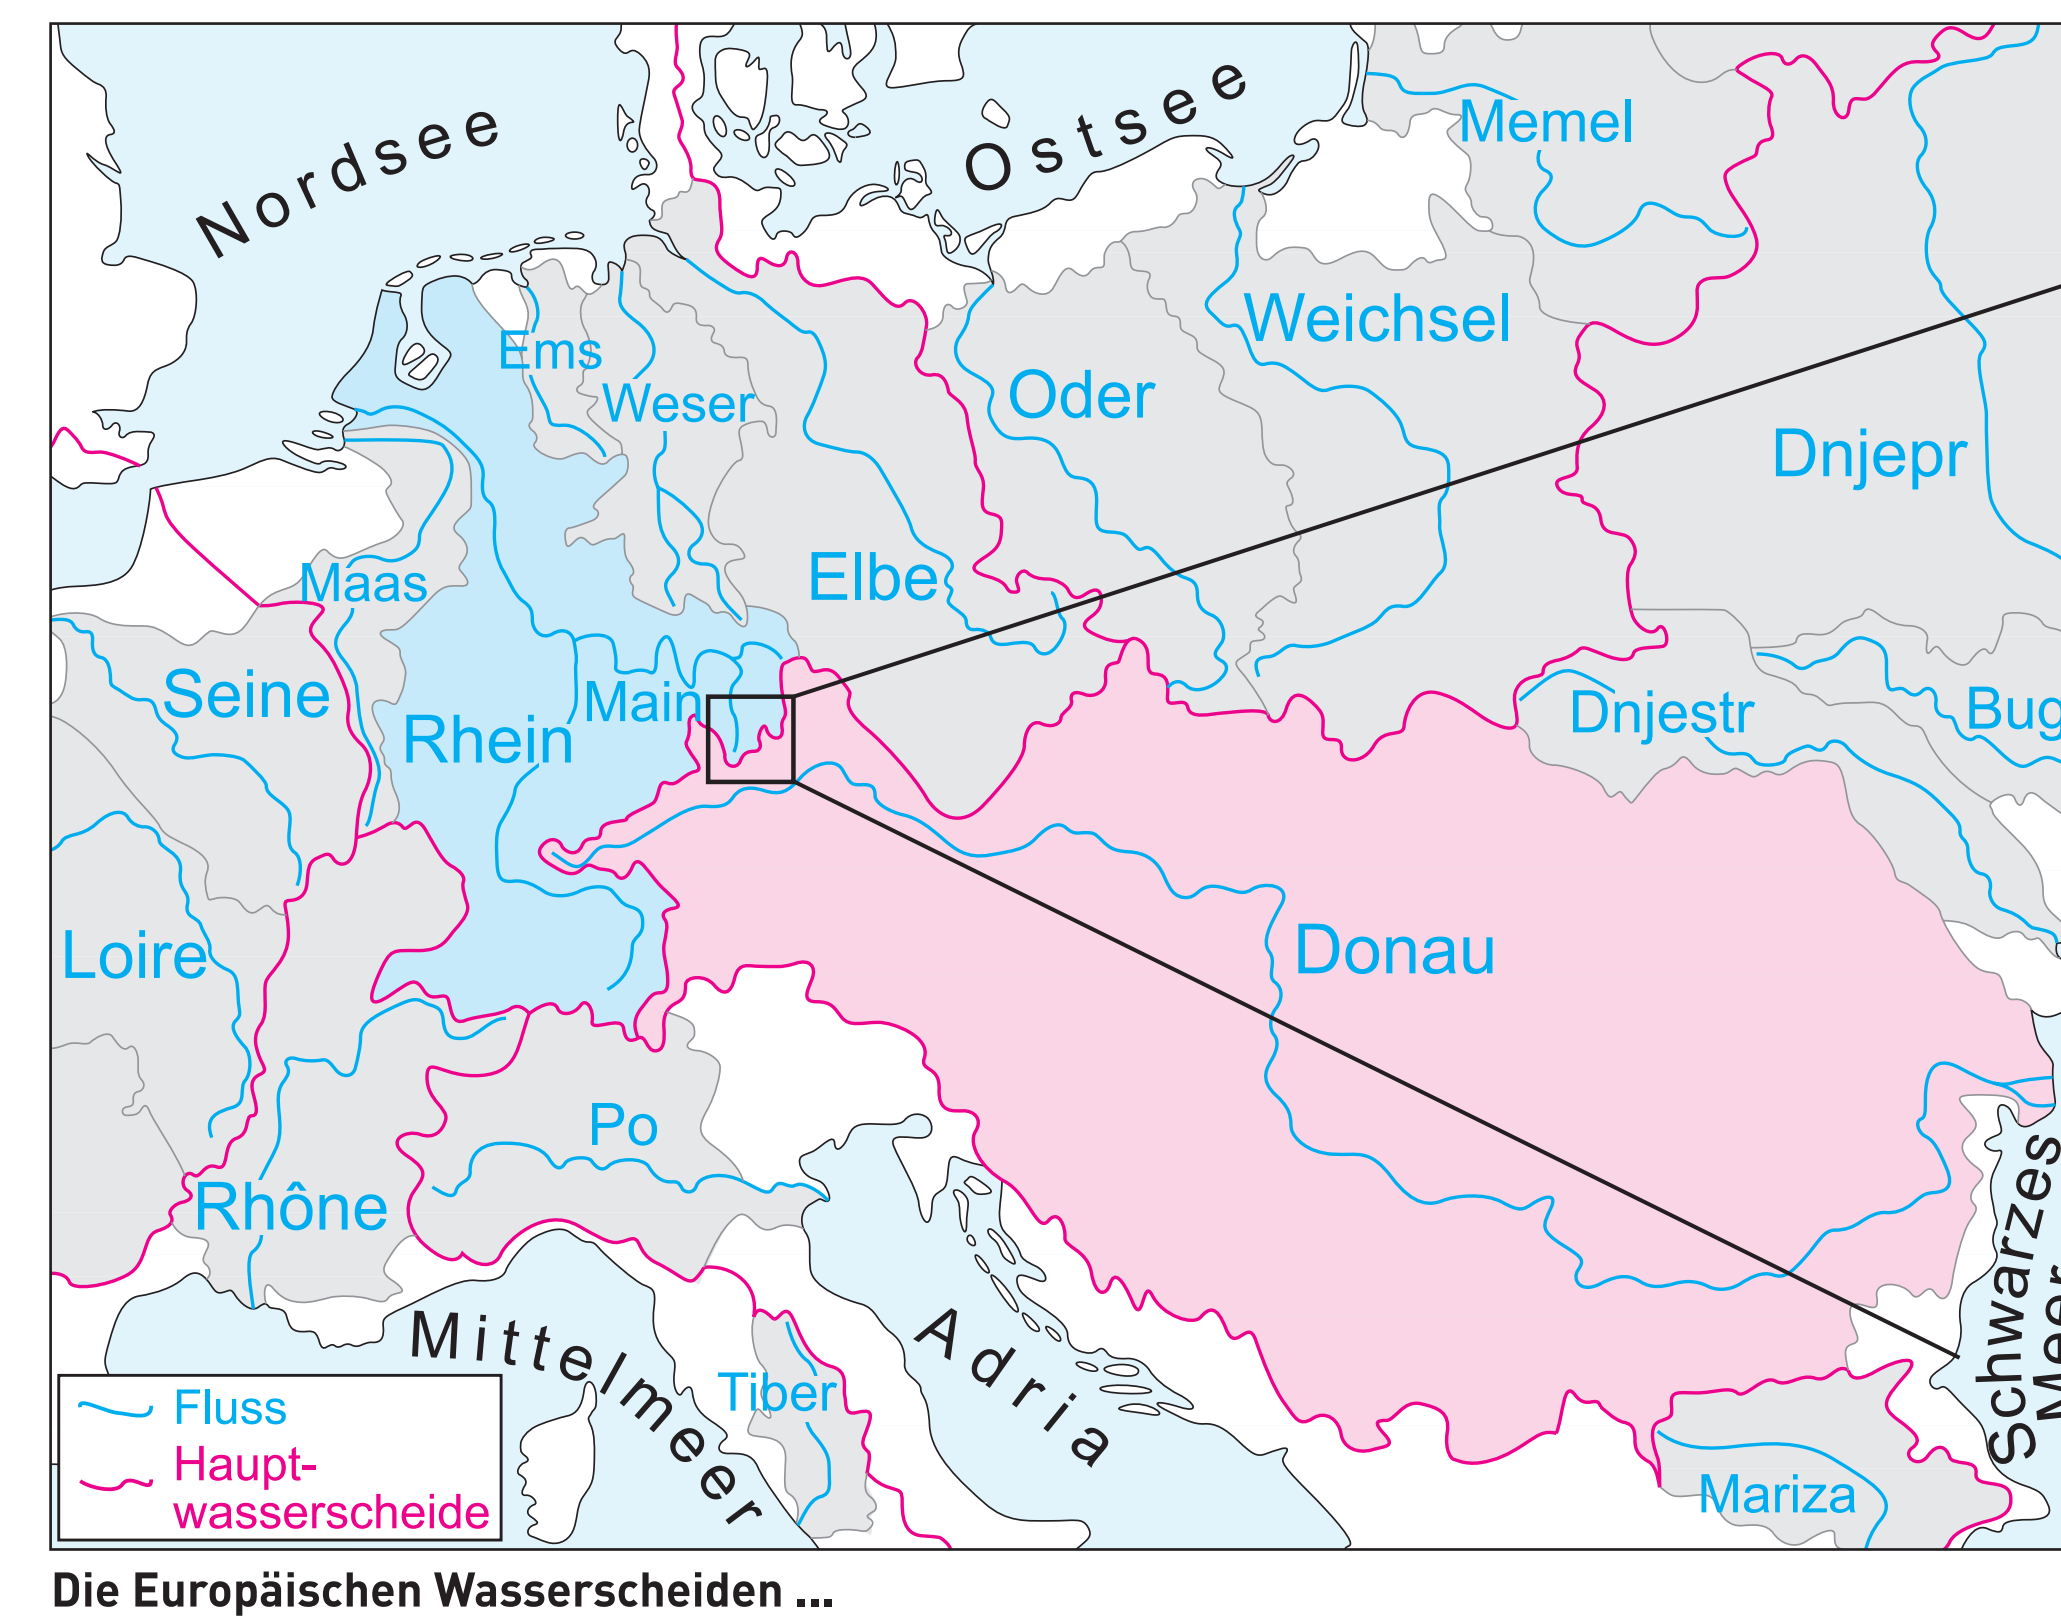 Nordsee
Ostsee
Memel
Weichsel
Ems
Weser
Oder
Dnjepr
Elbe
Maas
Seine
Main
Rhein
Dnjestr
Bug
Loire
Donau
Po
Rhône
Schwarzes
Meer
Mittelmeer
Adria
Tiber
Mariza
Fluss
Haupt-
wasserscheide
Die Europäischen Wasserscheiden ...